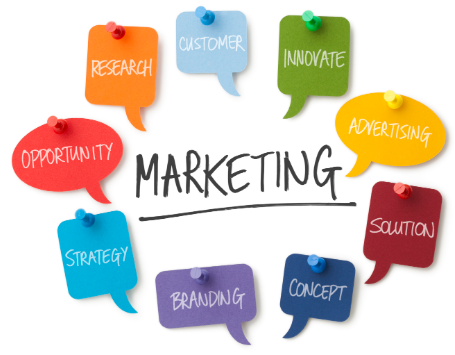 CUSTOMER
INNOVATE
RESEARCH
ADVERTISING
OPPORTUNITY
MARKETING
SOLUTION
STRATEGY
CONCEPT
BRANDING